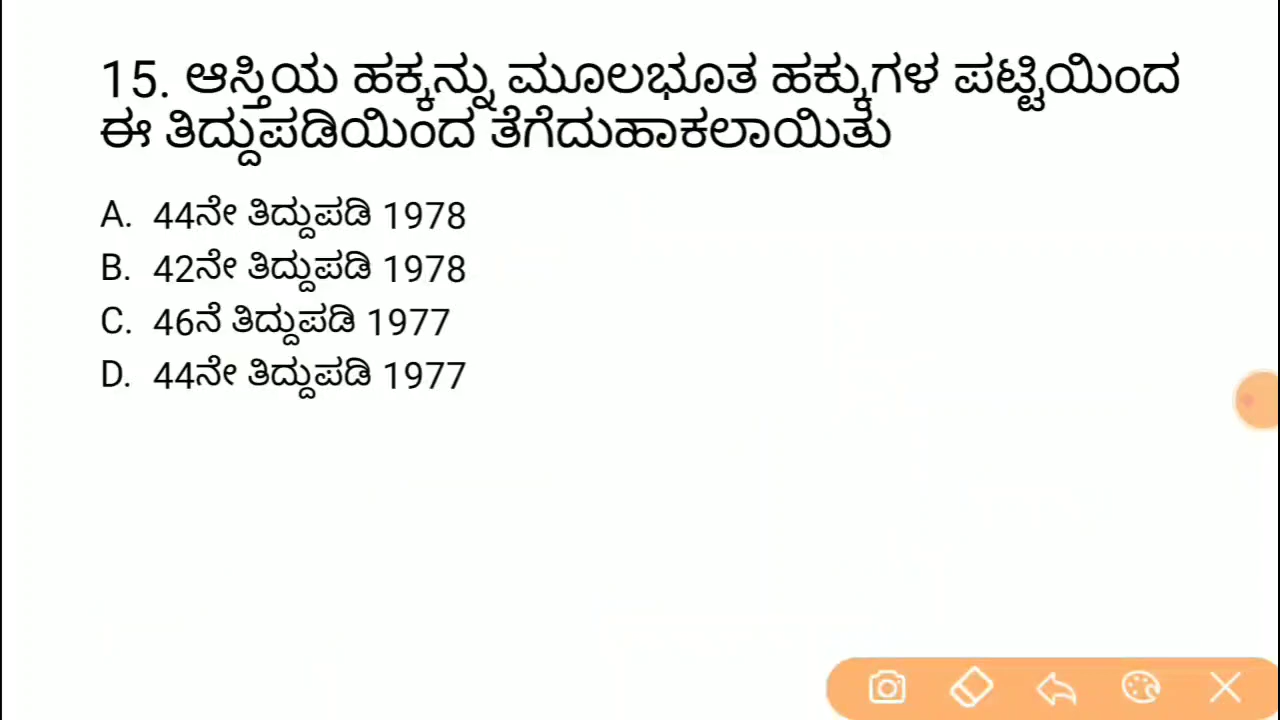 15. ಆಸ್ತಿಯ ಹಕ್ಕನ್ನು ಮೂಲಭೂತ ಹಕ್ಕುಗಳ ಪಟ್ಟಿಯಿಂದ
ಈ ತಿದ್ದುಪಡಿಯಿಂದ ತೆಗೆದುಹಾಕಲಾಯಿತು
A. 44ನೇ ತಿದ್ದುಪಡಿ 1978
B. 42ನೇ ತಿದ್ದುಪಡಿ 1978
C. 46ನೆ ತಿದ್ದುಪಡಿ 1977
D. 44ನೇ ತಿದ್ದುಪಡಿ 1977